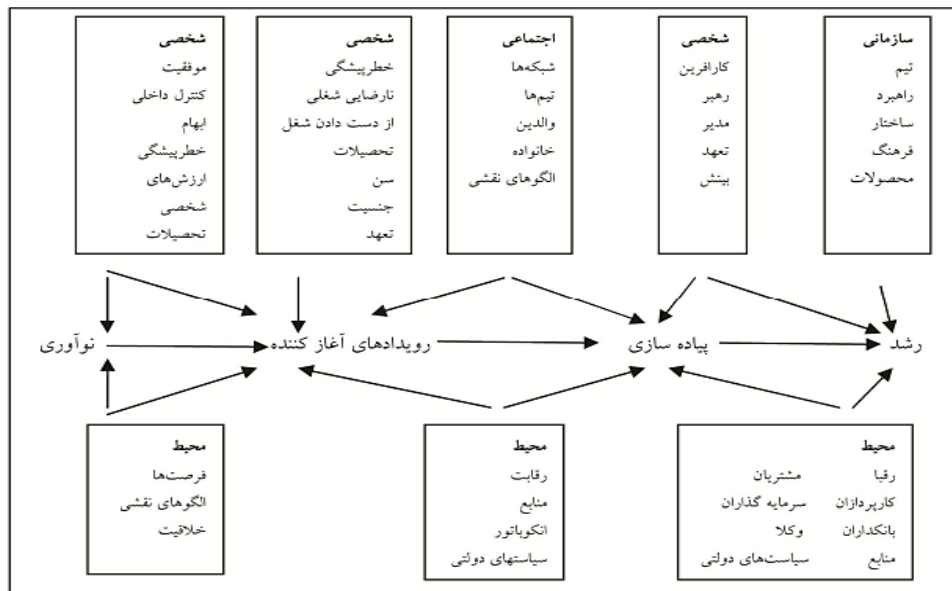 شخصی
موفقیت
کنترل داخلی
ابهام
خطرپیشگی
ارزش‌های
شخصی
تحصیلات
شخصی
خطرپیشگی
نارضایی شغلی
از دست دادن شغل
تحصیلات
سن
جنسیت
تعهد
اجتماعی
شبکه‌ها
تیم‌ها
والدین
خانواده
الگوهای نقشی
شخصی
کارافرین
رهبر
مدیر
تعهد
بینش
سازمانی
تیم
راهبرد
ساختار
فرهنگ
محصولات
نوآوری
رویدادهای آغاز کننده
پیاده سازی
رشد
محیط
فرصت‌ها
الگوهای نقشی
خلاقیت
محیط
رقابت
منابع
انکوباتور
سیاستهای دولتی
محیط
رقبا مشتریان
کارپردازان سرمایه گذاران
بانکداران وکلا
منابع سیاست‌های دولتی